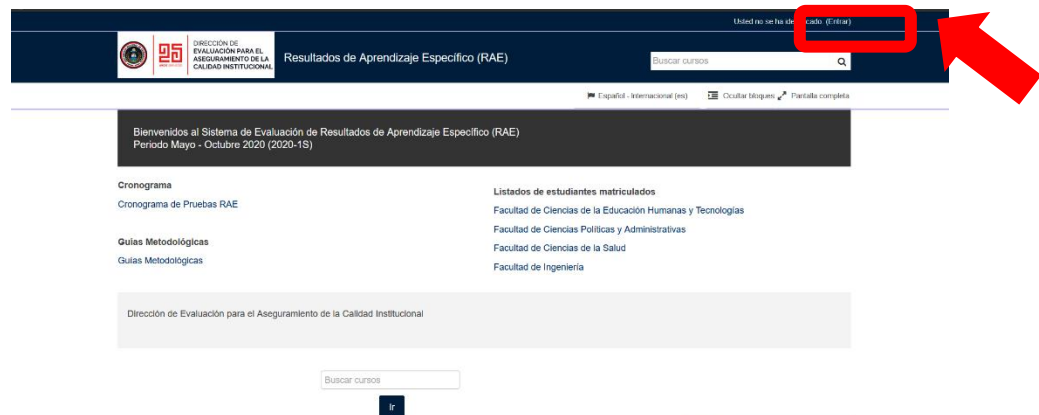 Usted no se ha identificado. (Entrar)
25
DIRECCIÓN DE
EVALUACIÓN PARA EL
ASEGURAMIENTO DE LA
CALIDAD INSTITUCIONAL
Resultados de Aprendizaje Específico (RAE)
Buscar cursos
Español - Internacional (es)
Ocultar bloques
Pantalla completa
Bienvenidos al Sistema de Evaluación de Resultados de Aprendizaje Específico (RAE)
Periodo Mayo - Octubre 2020 (2020-1S)
Cronograma
Cronograma de Pruebas RAE
Guias Metodológicas
Guias Metodológicas
Listados de estudiantes matriculados
Facultad de Ciencias de la Educación Humanas y Tecnologías
Facultad de Ciencias Políticas y Administrativas
Facultad de Ciencias de la Salud
Facultad de Ingeniería
Dirección de Evaluación para el Aseguramiento de la Calidad Institucional
Buscar cursos
Ir